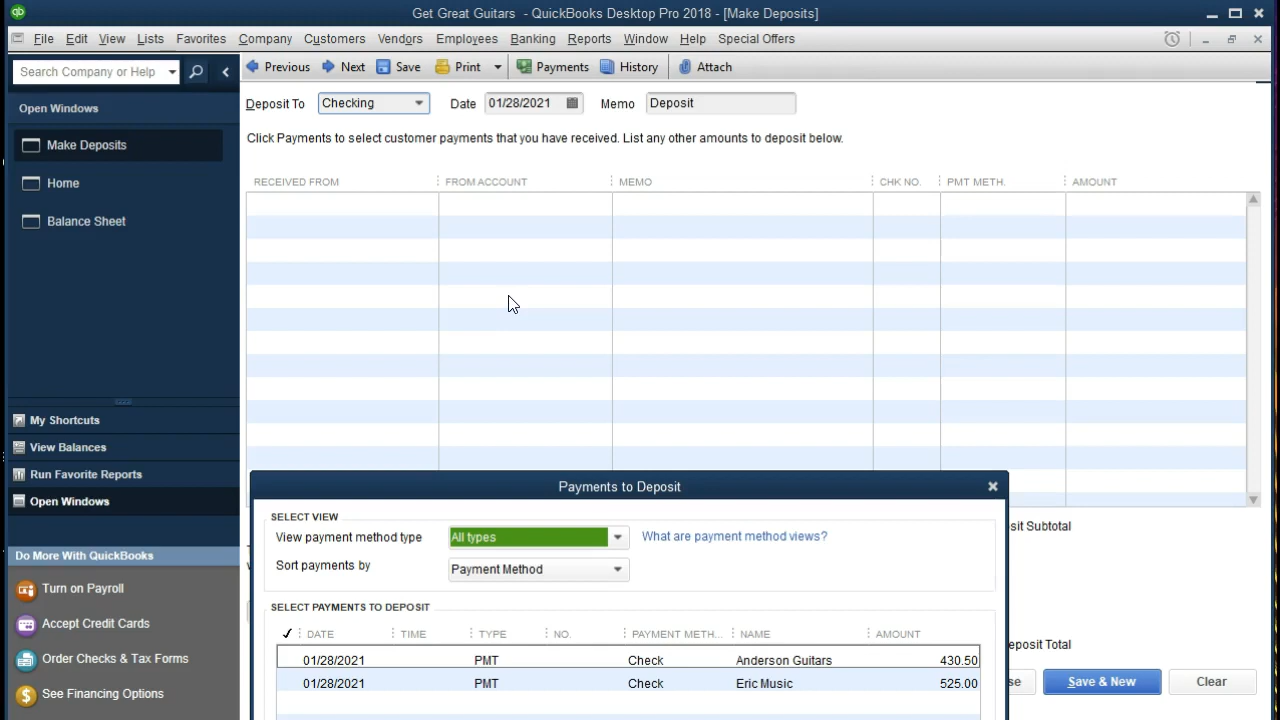 qb Get Great Guitars - QuickBooks Desktop Pro 2018 - [Make Deposits]
File Edit View Lists Favorites Company Customers Vendors Employees Banking Reports Window Help Special Offers
Search Company or Help Previous Next Save Print Payments History Attach
Open Windows
Make Deposits
Home
Balance Sheet
My Shortcuts
View Balances
Run Favorite Reports
Open Windows
Do More With QuickBooks
Turn on Payroll
Accept Credit Cards
Order Checks & Tax Forms
See Financing Options
Deposit To Checking Date 01/28/2021 Memo Deposit
Click Payments to select customer payments that you have received. List any other amounts to deposit below.
RECEIVED FROM FROM ACCOUNT MEMO CHK NO. PMT METH. AMOUNT
sit Subtotal
eposit Total
se Save & New Clear
Payments to Deposit
SELECT VIEW
View payment method type All types What are payment method views?
Sort payments by Payment Method
SELECT PAYMENTS TO DEPOSIT
✓ DATE TIME TYPE NO. PAYMENT METH... NAME AMOUNT
01/28/2021 PMT Check Anderson Guitars 430.50
01/28/2021 PMT Check Eric Music 525.00